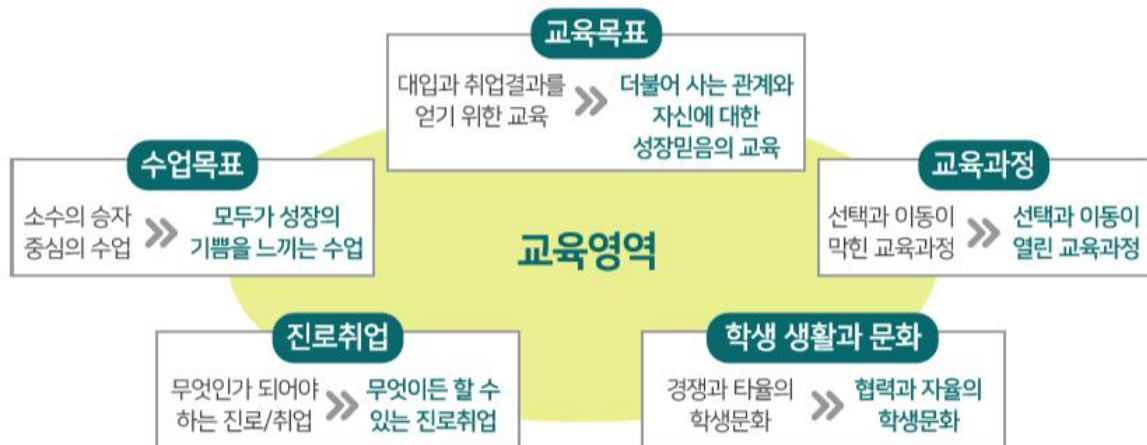 교육목표
대입과 취업결과를
얻기 위한 교육
더불어 사는 관계와
자신에 대한
성장믿음의 교육
수업목표
소수의 승자
중심의 수업
모두가 성장의
기쁨을 느끼는 수업
교육과정
선택과 이동이
막힌 교육과정
선택과 이동이
열린 교육과정
교육영역
진로취업
무엇인가 되어야
하는 진로/취업
무엇이든 할 수
있는 진로취업
학생 생활과 문화
경쟁과 타율의
학생문화
협력과 자율의
학생문화